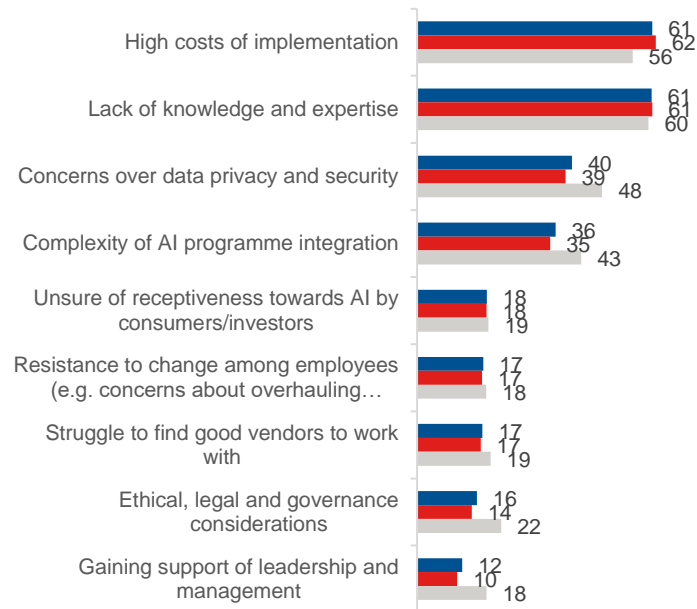 High costs of implementation
61
62
56
Lack of knowledge and expertise
61
61
60
Concerns over data privacy and security
40
39
48
Complexity of AI programme integration
36
35
43
Unsure of receptiveness towards AI by
consumers/investors
18
18
19
Resistance to change among employees
(e.g. concerns about overhauling…
17
17
18
Struggle to find good vendors to work
with
17
17
19
Ethical, legal and governance
considerations
16
14
22
Gaining support of leadership and
management
12
10
18